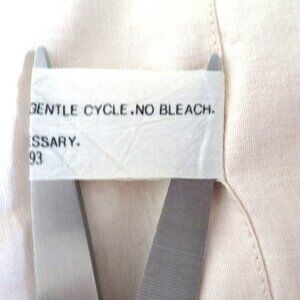 GENTLE CYCLE.NO BLEACH.
ESSARY.
93